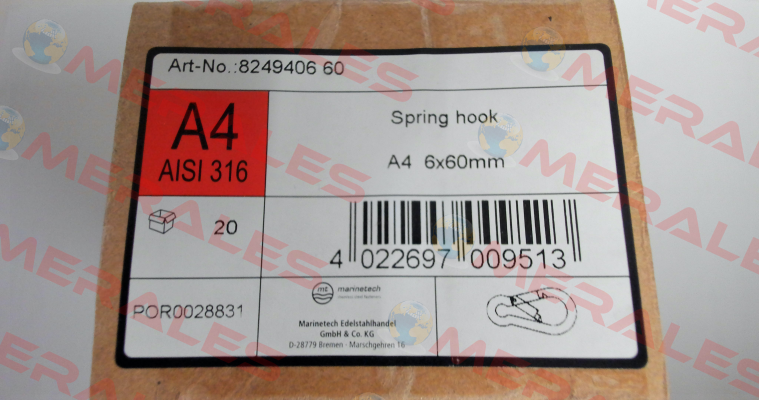 Art-No.:8249406 60
A4
AISI 316
Spring hook
A4 6x60mm
20
4 022697 009513
POR0028831
mt marinetech
Marinetech Edelstahlhandel
GmbH & Co. KG
D-28779 Bremen · Marschgehren 16
MERALES